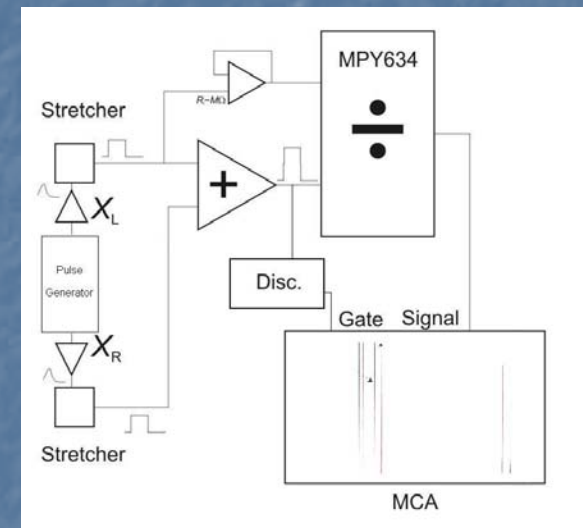 MPY634
÷
R~MΩ
Stretcher
+
X_L
Pulse
Generator
Disc.
X_R
Gate Signal
Stretcher
MCA